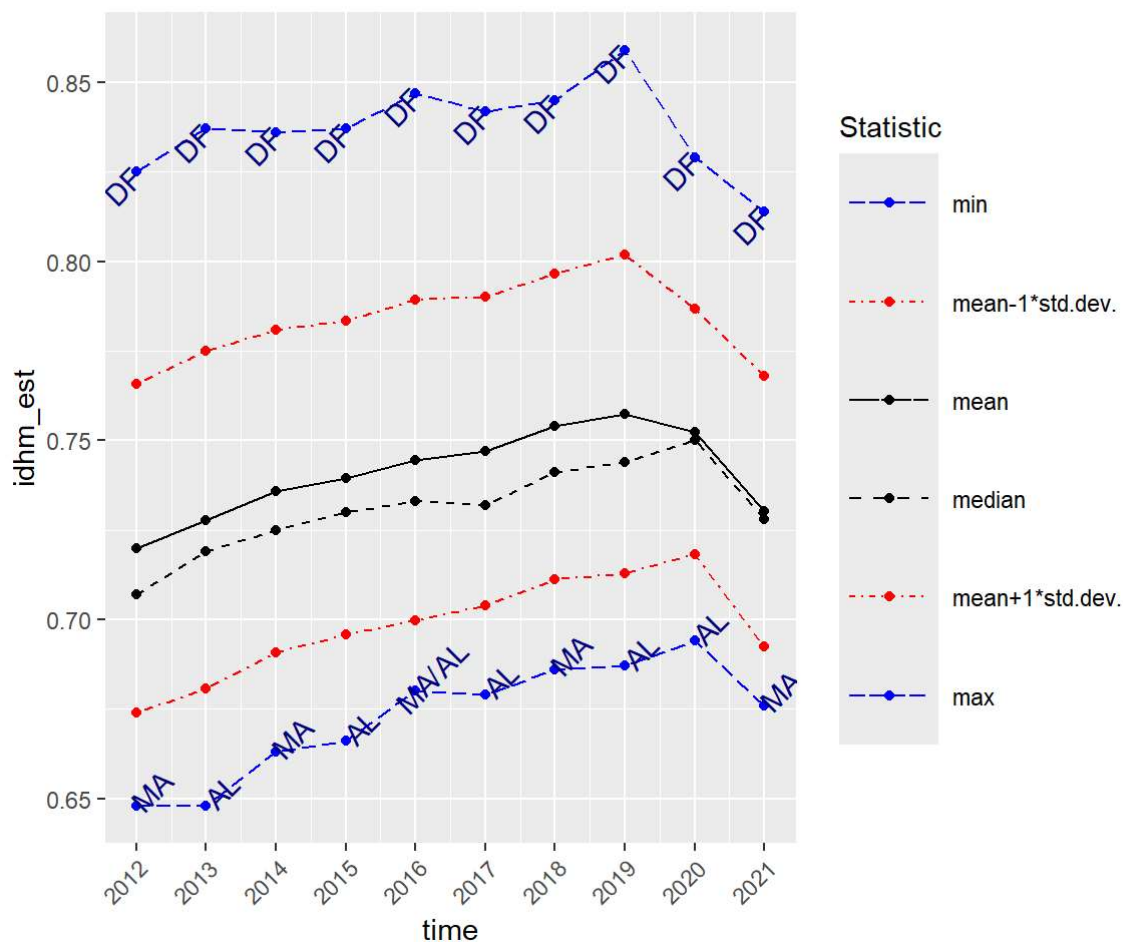 idhm_est
0.85
0.80
0.75
0.70
0.65
DF DF DF DF DF DF DF DF DF DF
MA AL MA AL MA/AL AL MA AL AL MA
2012 2013 2014 2015 2016 2017 2018 2019 2020 2021
time
Statistic
min
mean-1*std.dev.
mean
median
mean+1*std.dev.
max